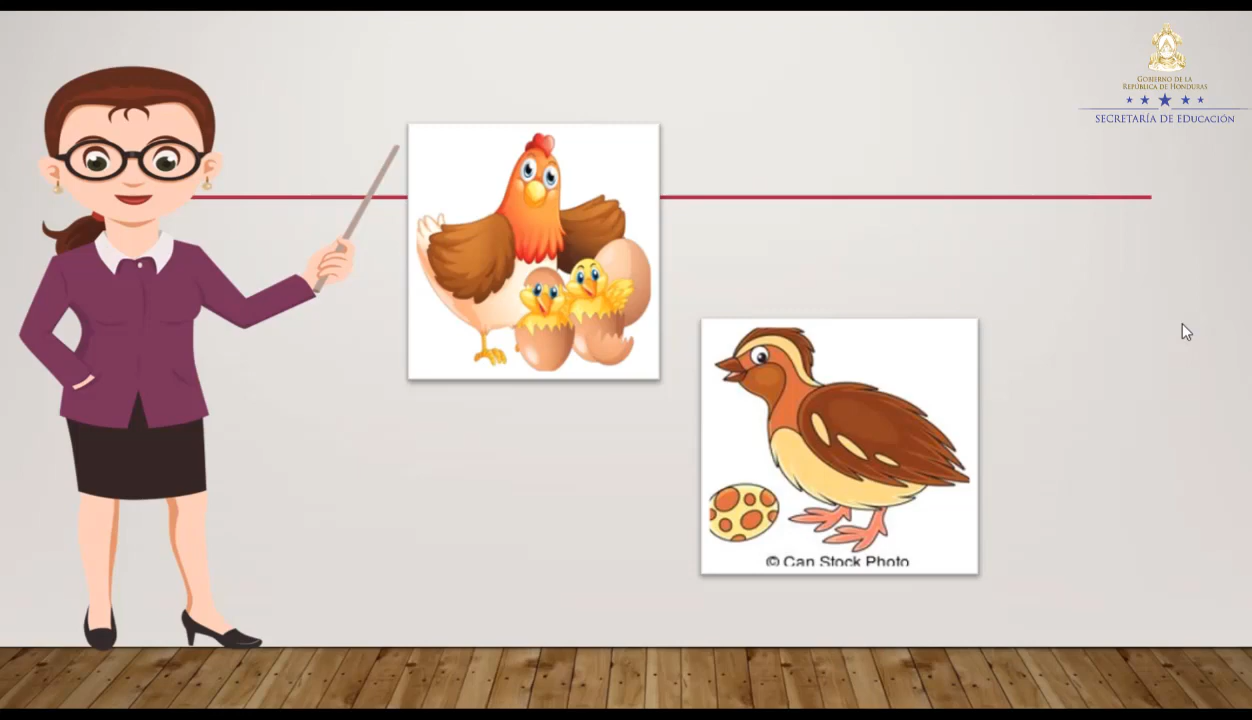 GOBIERNO DE LA
REPÚBLICA DE HONDURAS
SECRETARÍA DE EDUCACIÓN
© Can Stock Photo